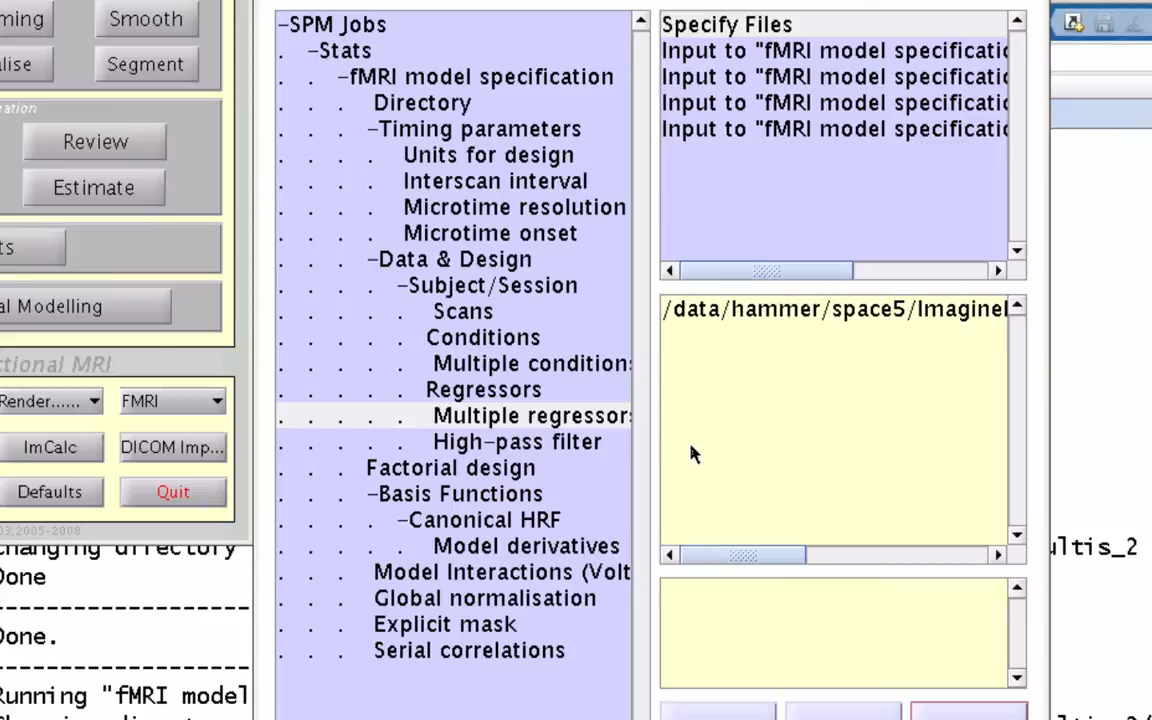 ming Smooth
lise Segment
ation
Review
Estimate
ts
al Modelling
ctional MRI
Render...... FMRI
ImCalc DICOM Imp...
Defaults Quit
03,2005-2008
changing directory
Done
Done.
Running "fMRI model
−SPM Jobs
. −Stats
. . −fMRI model specification
. . . Directory
. . . −Timing parameters
. . . . Units for design
. . . . Interscan interval
. . . . Microtime resolution
. . . . Microtime onset
. . . −Data & Design
. . . . −Subject/Session
. . . . . Scans
. . . . . Conditions
. . . . . Multiple conditions
. . . . . Regressors
. . . . . Multiple regressors
. . . . . High−pass filter
. . . Factorial design
. . . −Basis Functions
. . . . −Canonical HRF
. . . . . Model derivatives
. . . Model Interactions (Volt
. . . Global normalisation
. . . Explicit mask
. . . Serial correlations
Specify Files
Input to "fMRI model specificatio
Input to "fMRI model specificatio
Input to "fMRI model specificatio
Input to "fMRI model specificatio
/data/hammer/space5/Imaginel
ultis_2